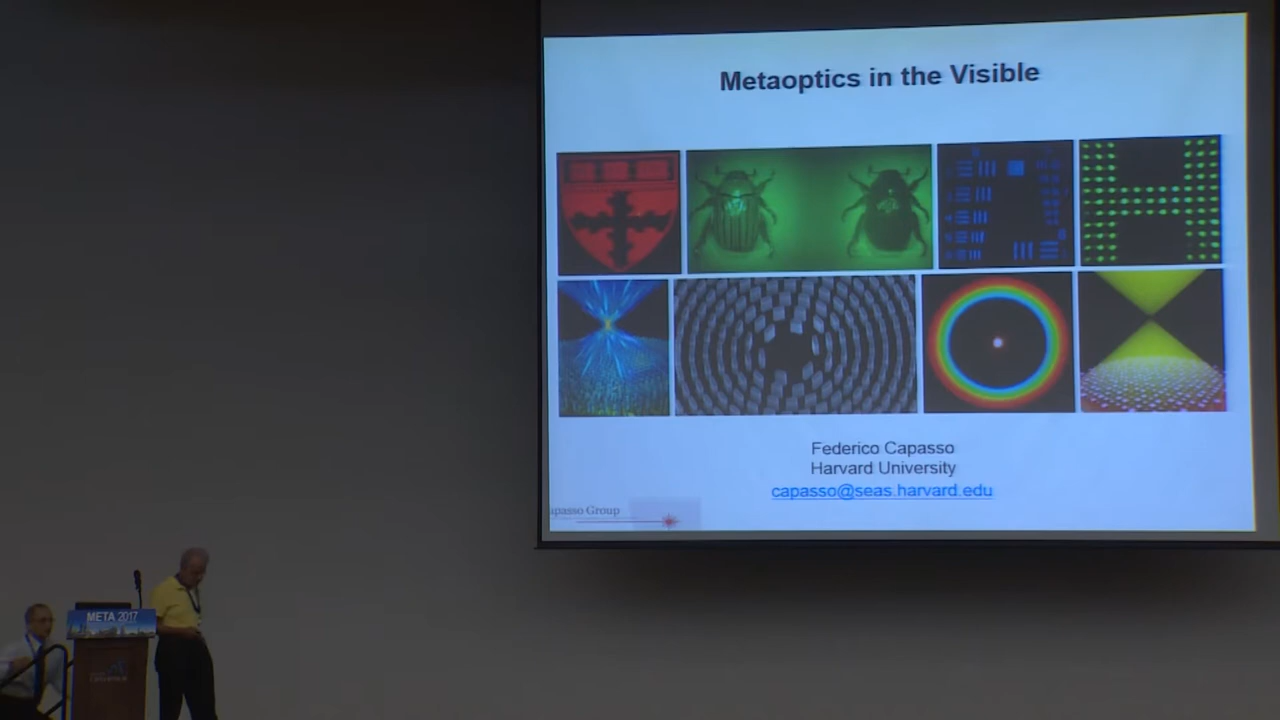 Metaoptics in the Visible
Federico Capasso
Harvard University
capasso@seas.harvard.edu
apasso Group
META 2017